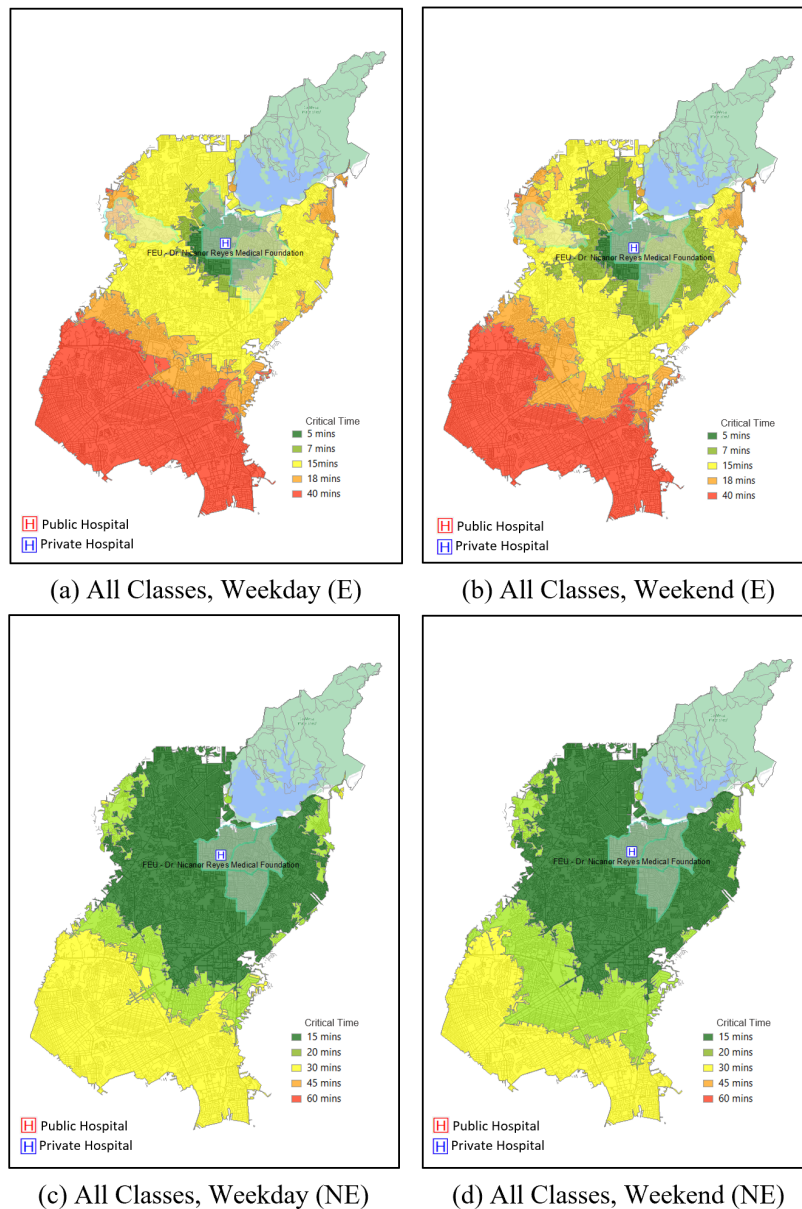 FEU - Dr. Nicanor Reyes Medical Foundation
Critical Time
5 mins
7 mins
15mins
18 mins
40 mins
H Public Hospital
H Private Hospital
(a) All Classes, Weekday (E)
H
FEU - Dr. Nicanor Reyes Medical Foundation
Critical Time
5 mins
7 mins
15mins
18 mins
40 mins
H Public Hospital
H Private Hospital
(b) All Classes, Weekend (E)
H
FEU - Dr. Nicanor Reyes Medical Foundation
Critical Time
15 mins
20 mins
30 mins
45 mins
60 mins
H Public Hospital
H Private Hospital
(c) All Classes, Weekday (NE)
H
FEU - Dr. Nicanor Reyes Medical Foundation
Critical Time
15 mins
20 mins
30 mins
45 mins
60 mins
H Public Hospital
H Private Hospital
(d) All Classes, Weekend (NE)